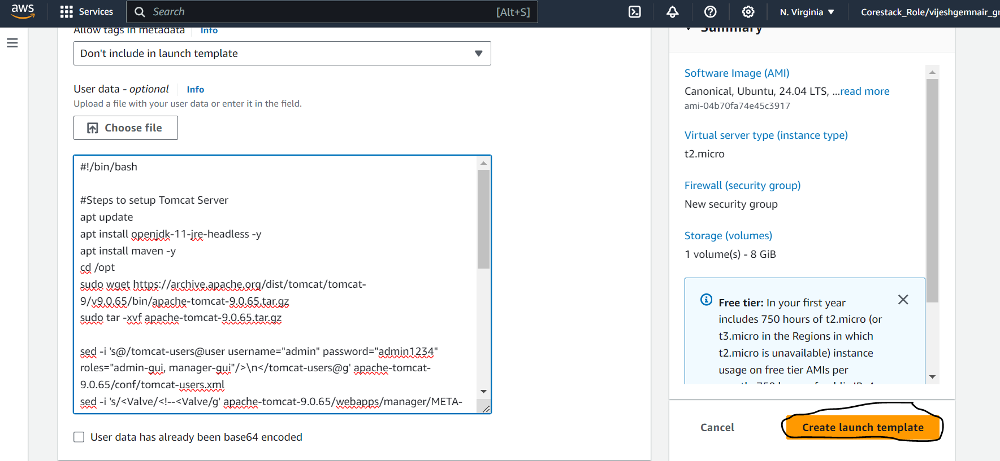 aws
Services
Search
[Alt+S]
N. Virginia
Corestack_Role/vijeshgemnair_gr
Allow tags in metadata
Info
Don't include in launch template
User data - optional
Info
Upload a file with your user data or enter it in the field.
Choose file
#!/bin/bash
#Steps to setup Tomcat Server
apt update
apt install openjdk-11-jre-headless -y
apt install maven -y
cd /opt
sudo wget https://archive.apache.org/dist/tomcat/tomcat-
9/v9.0.65/bin/apache-tomcat-9.0.65.tar.gz
sudo tar -xvf apache-tomcat-9.0.65.tar.gz
sed -i 's@/tomcat-users@user username="admin" password="admin1234"
roles="admin-gui, manager-gui"/>\n</tomcat-users@g' apache-tomcat-
9.0.65/conf/tomcat-users.xml
sed -i 's/<Valve/<!--<Valve/g' apache-tomcat-9.0.65/webapps/manager/META-
User data has already been base64 encoded
Summary
Software Image (AMI)
Canonical, Ubuntu, 24.04 LTS, ...read more
ami-04b70fa74e45c3917
Virtual server type (instance type)
t2.micro
Firewall (security group)
New security group
Storage (volumes)
1 volume(s) - 8 GiB
Free tier: In your first year
includes 750 hours of t2.micro (or
t3.micro in the Regions in which
t2.micro is unavailable) instance
usage on free tier AMIs per
Cancel
Create launch template